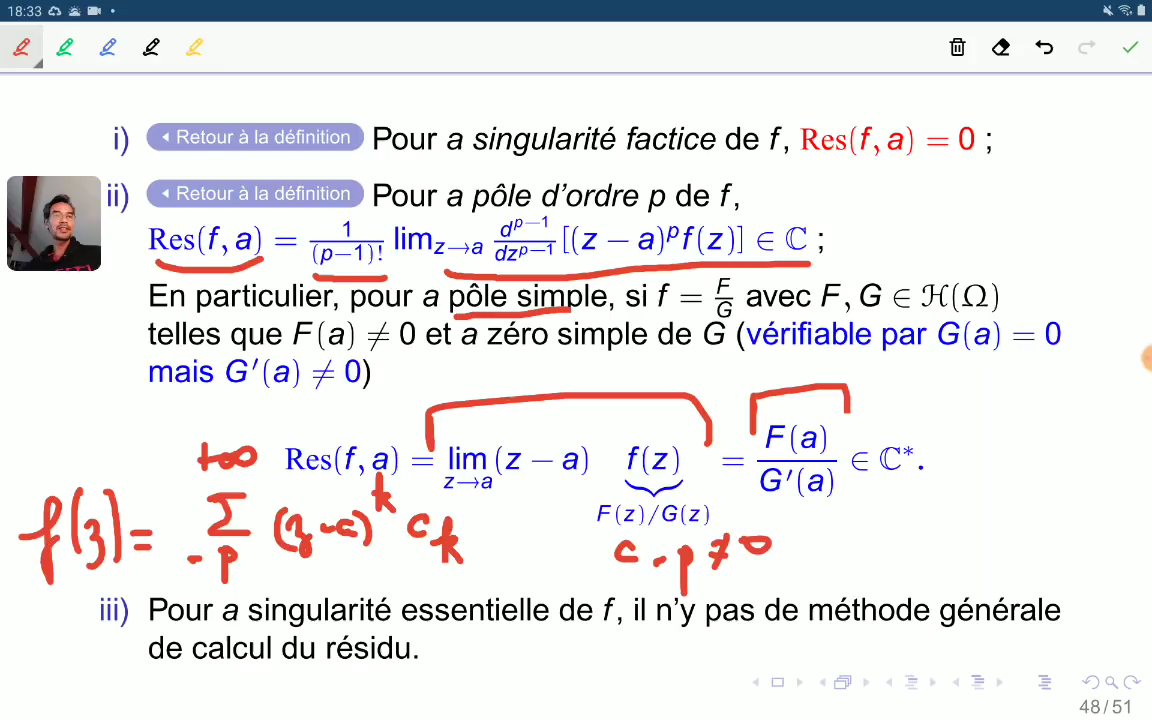 18:33
i) Retour à la définition Pour a singularité factice de f, Res(f, a) = 0 ;
ii) Retour à la définition Pour a pôle d'ordre p de f,
Res(f, a) = 1/(p−1)! lim_{z→a} d^{p−1}/dz^{p−1} [(z − a)^p f(z)] ∈ ℂ ;
En particulier, pour a pôle simple, si f = F/G avec F, G ∈ ℋ(Ω)
telles que F(a) ≠ 0 et a zéro simple de G (vérifiable par G(a) = 0
mais G′(a) ≠ 0)
Res(f, a) = lim_{z→a} (z − a) f(z) = F(a)/G′(a) ∈ ℂ*.
F(z)/G(z)
f(z) = ∑_{-p}^{+∞} (z-a)^k c_k
c_{-p} ≠ 0
iii) Pour a singularité essentielle de f, il n'y pas de méthode générale
de calcul du résidu.
48/51